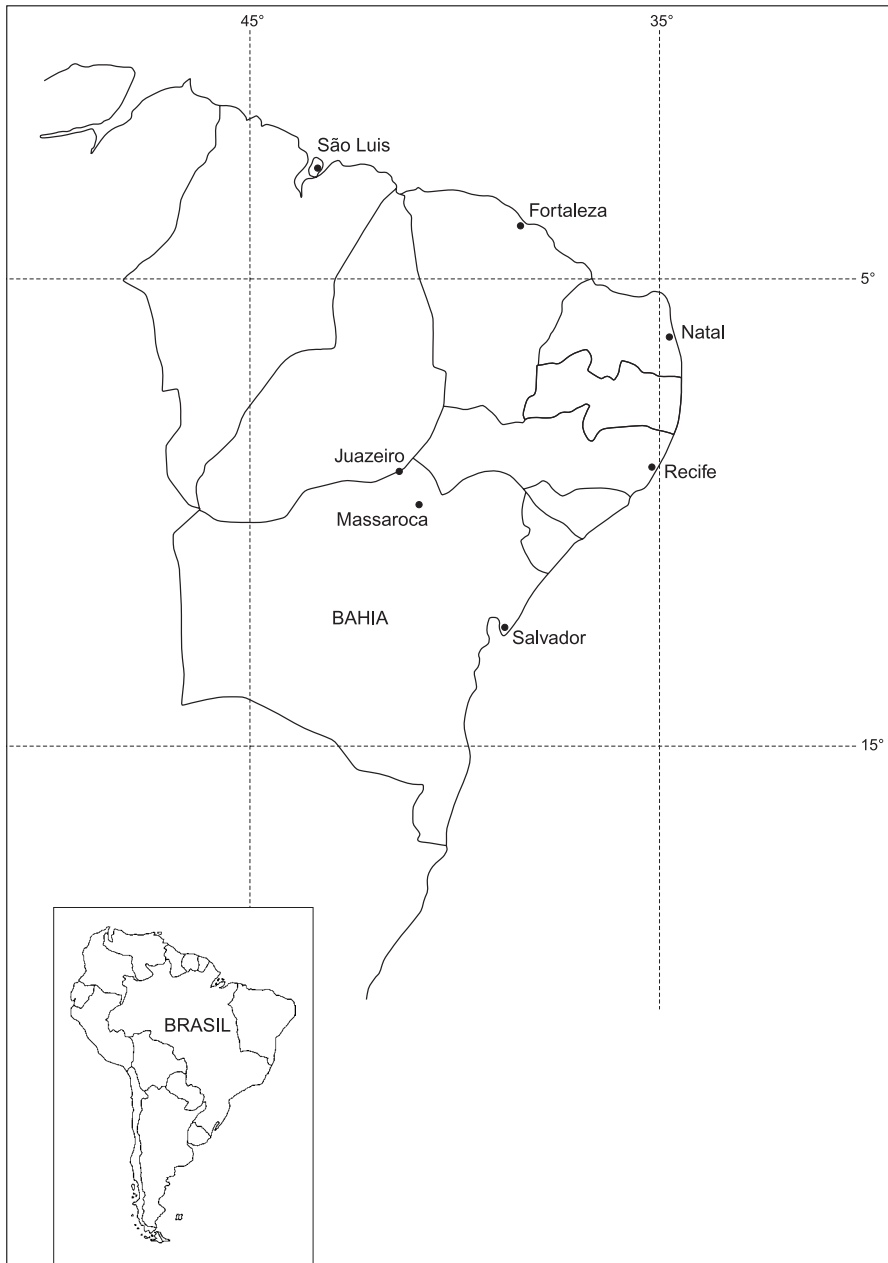 45°
35°
São Luis
Fortaleza
5°
Natal
Juazeiro
Recife
Massaroca
BAHIA
Salvador
15°
BRASIL